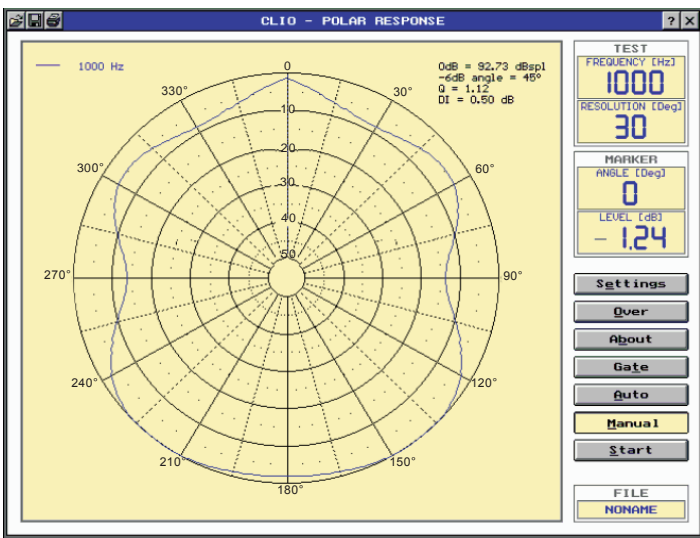 CLIO - POLAR RESPONSE
? X
1000 Hz
0dB = 92.73 dBspl
-6dB angle = 45°
Q = 1.12
DI = 0.50 dB
0
330°
30°
10
300°
20
60°
30
40
50
270°
90°
240°
120°
210°
150°
180°
TEST
FREQUENCY [Hz]
1000
RESOLUTION [Deg]
30
MARKER
ANGLE [Deg]
0
LEVEL [dB]
- 1.24
Settings
Over
About
Gate
Auto
Manual
Start
FILE
NONAME